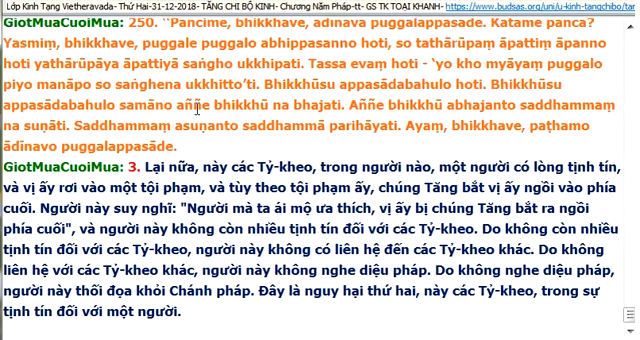 Lớp Kinh Tạng Vietheravada- Thứ Hai-31-12-2018- TĂNG CHI BỘ KINH- Chương Năm Pháp-tt- GS TK TOẠI KHANH- https://www.budsas.org/uni/u-kinh-tangchibo/tan
GiotMuaCuoiMua: 250. ``Pañcime, bhikkhave, ādīnavā puggalappasāde. Katame pañca?
Yasmiṃ, bhikkhave, puggale puggalo abhippasanno hoti, so tathārūpaṃ āpattiṃ āpanno
hoti yathārūpāya āpattiyā saṅgho ukkhipati. Tassa evaṃ hoti - 'yo kho myāyaṃ puggalo
piyo manāpo so saṅghena ukkhitto'ti. Bhikkhūsu appasādabahulo hoti. Bhikkhūsu
appasādabahulo samāno aññe bhikkhū na bhajati. Aññe bhikkhū abhajanto saddhammaṃ
na suṇāti. Saddhammaṃ asuṇanto saddhammā parihāyati. Ayaṃ, bhikkhave, paṭhamo
ādīnavo puggalappasāde.
GiotMuaCuoiMua: 3. Lại nữa, này các Tỷ-kheo, trong người nào, một người có lòng tịnh tín,
và vị ấy rơi vào một tội phạm, và tùy theo tội phạm ấy, chúng Tăng bắt vị ấy ngồi vào phía
cuối. Người này suy nghĩ: "Người mà ta ái mộ ưa thích, vị ấy bị chúng Tăng bắt ra ngồi
phía cuối", và người này không còn nhiều tịnh tín đối với các Tỷ-kheo. Do không còn nhiều
tịnh tín đối với các Tỷ-kheo, người này không có liên hệ đến các Tỷ-kheo khác. Do không
liên hệ với các Tỷ-kheo khác, người này không nghe diệu pháp. Do không nghe diệu pháp,
người này thối đọa khỏi Chánh pháp. Đây là nguy hại thứ hai, này các Tỷ-kheo, trong sự
tịnh tín đối với một người.